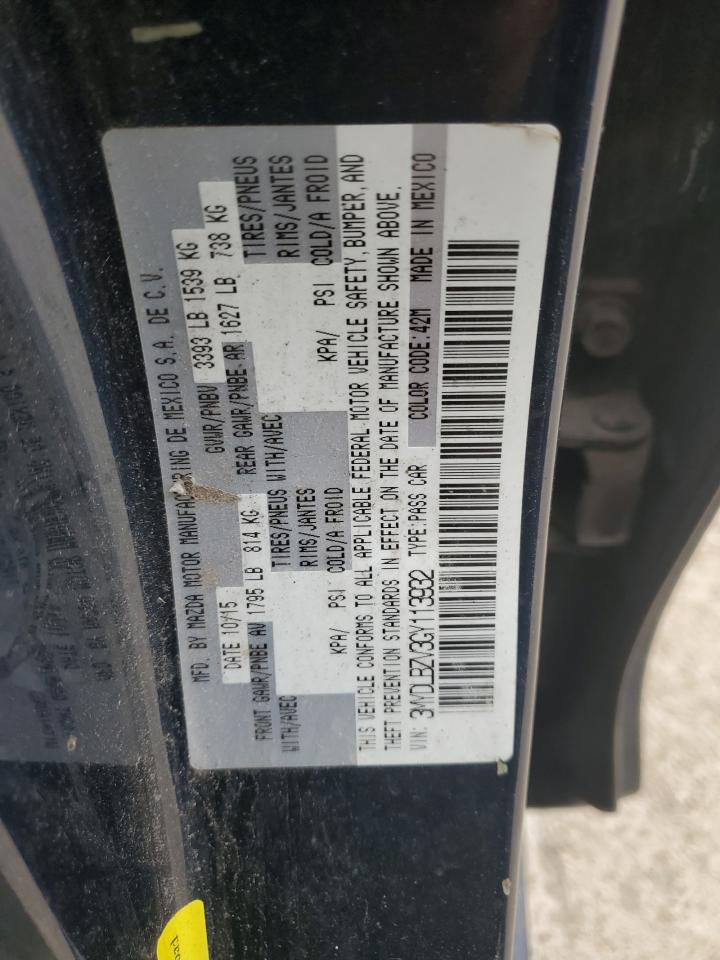 MFD. BY MAZDA MOTOR MANUFACTURING DE MEXICO S.A. DE C.V.
DATE 10/15 GVWR/PNBV 3393 LB 1539 KG
FRONT GAWR/PNBE AV 1795 LB 814 KG REAR GAWR/PNBE AR 1627 LB 738 KG
WITH/AVEC TIRES/PNEUS WITH/AVEC TIRES/PNEUS
RIMS/JANTES RIMS/JANTES
KPA/ PSI COLD/A FROID KPA/ PSI COLD/A FROID
THIS VEHICLE CONFORMS TO ALL APPLICABLE FEDERAL MOTOR VEHICLE SAFETY, BUMPER, AND
THEFT PREVENTION STANDARDS IN EFFECT ON THE DATE OF MANUFACTURE SHOWN ABOVE.
VIN: 3MYDLBZV3GY113932 TYPE:PASS CAR COLOR CODE:42M MADE IN MEXICO